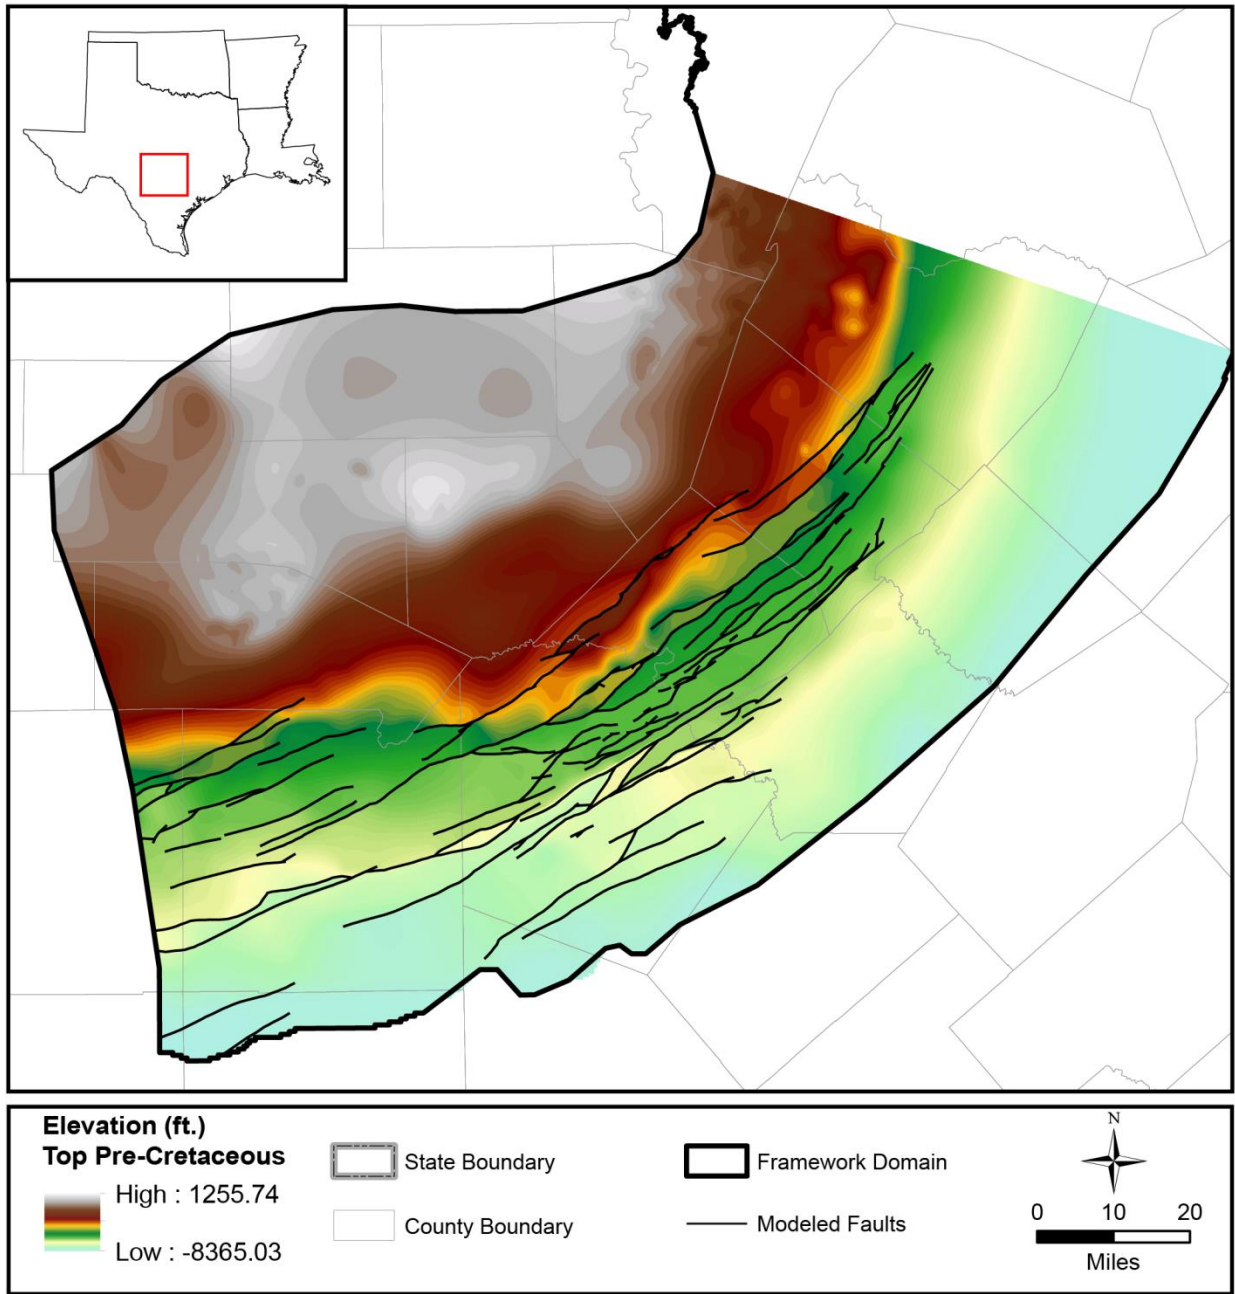 Elevation (ft.)
Top Pre-Cretaceous
High : 1255.74
Low : -8365.03
State Boundary
County Boundary
Framework Domain
Modeled Faults
N
0 10 20
Miles